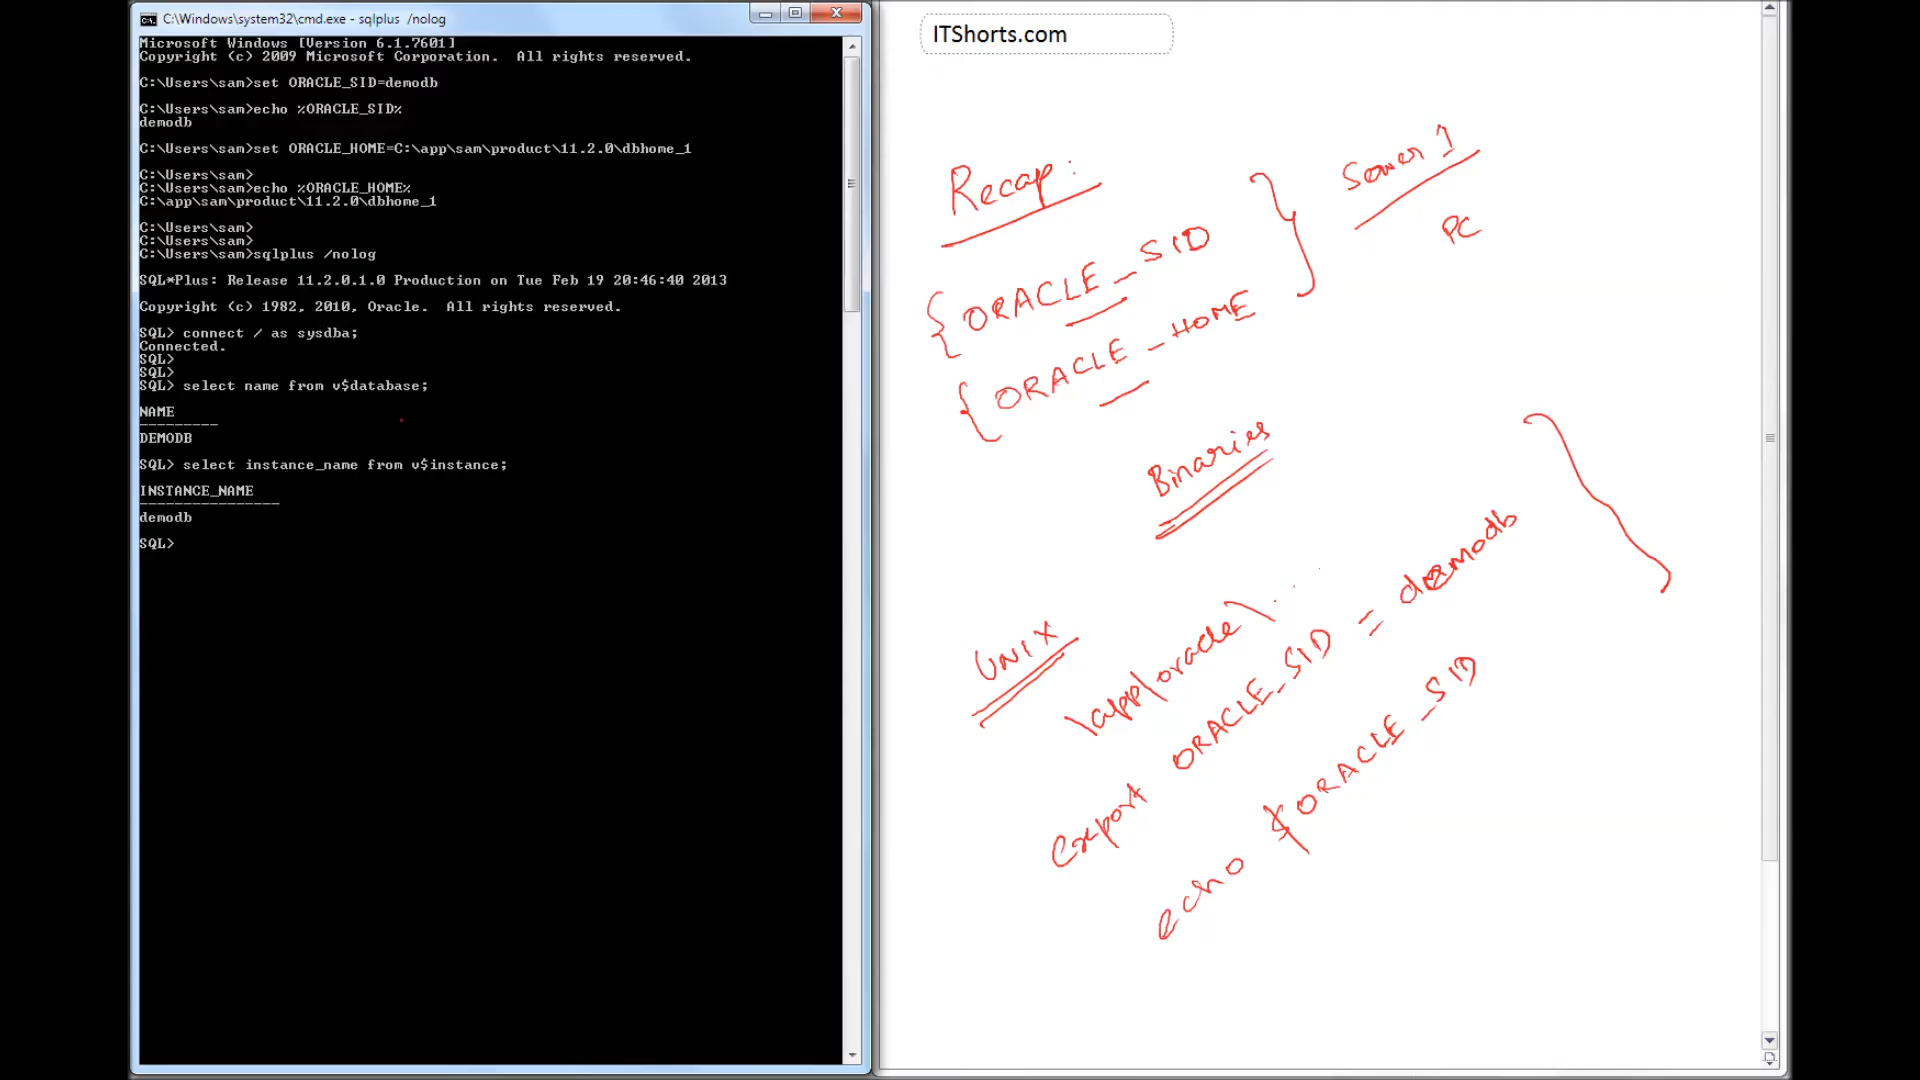 C:\Windows\system32\cmd.exe - sqlplus /nolog
Microsoft Windows [Version 6.1.7601]
Copyright (c) 2009 Microsoft Corporation. All rights reserved.
C:\Users\sam>set ORACLE_SID=demodb
C:\Users\sam>echo %ORACLE_SID%
demodb
C:\Users\sam>set ORACLE_HOME=C:\app\sam\product\11.2.0\dbhome_1
C:\Users\sam>
C:\Users\sam>echo %ORACLE_HOME%
C:\app\sam\product\11.2.0\dbhome_1
C:\Users\sam>
C:\Users\sam>
C:\Users\sam>sqlplus /nolog
SQL*Plus: Release 11.2.0.1.0 Production on Tue Feb 19 20:46:40 2013
Copyright (c) 1982, 2010, Oracle. All rights reserved.
SQL> connect / as sysdba;
Connected.
SQL>
SQL>
SQL> select name from v$database;
NAME
---------
DEMODB
SQL> select instance_name from v$instance;
INSTANCE_NAME
----------------
demodb
SQL>
ITShorts.com
Recap:
Server 1
PC
{ ORACLE_SID }
{ ORACLE_HOME
Binaries
UNIX
\app\oracle\...
export ORACLE_SID = demodb
echo $ORACLE_SID